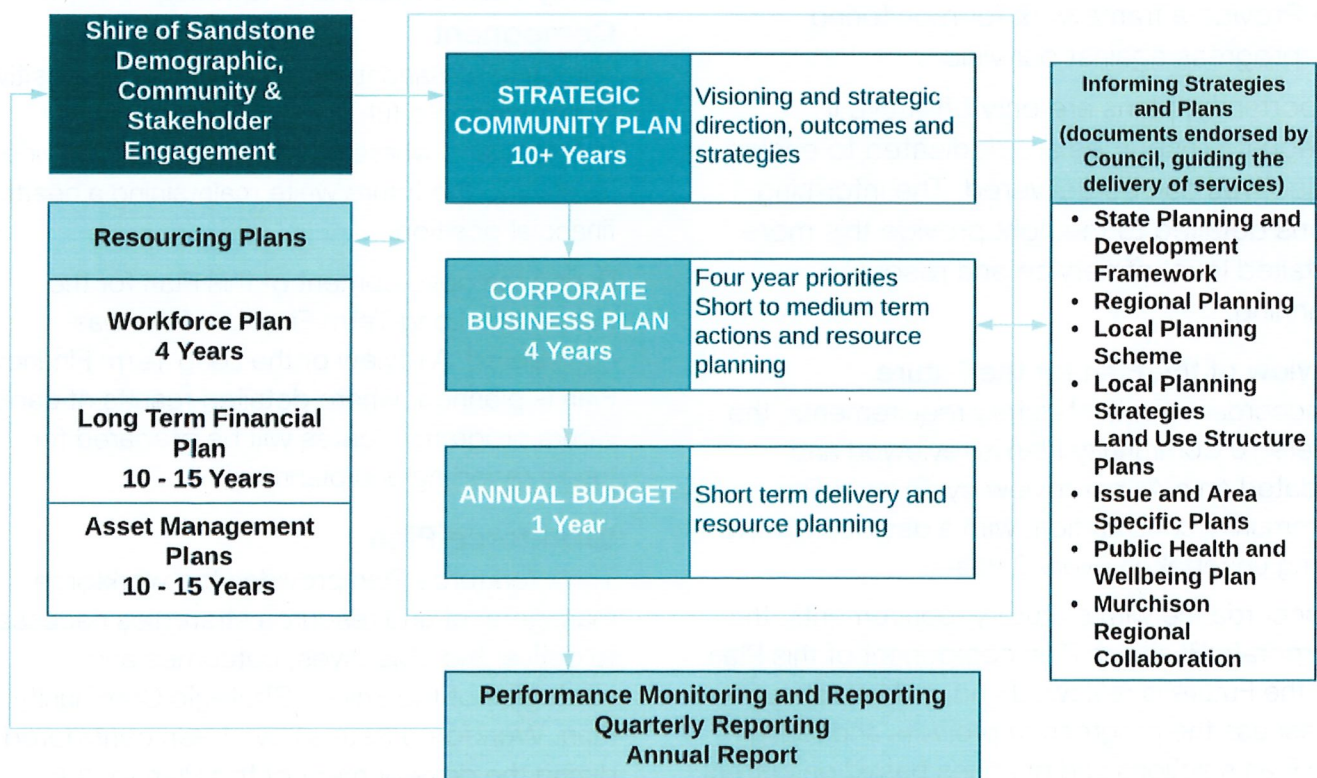 Shire of Sandstone
Demographic,
Community &
Stakeholder
Engagement
Resourcing Plans
Workforce Plan
4 Years
Long Term Financial
Plan
10 - 15 Years
Asset Management
Plans
10 - 15 Years
STRATEGIC
COMMUNITY PLAN
10+ Years
Visioning and strategic
direction, outcomes and
strategies
CORPORATE
BUSINESS PLAN
4 Years
Four year priorities
Short to medium term
actions and resource
planning
ANNUAL BUDGET
1 Year
Short term delivery and
resource planning
Informing Strategies
and Plans
(documents endorsed by
Council, guiding the
delivery of services)
• State Planning and
Development
Framework
• Regional Planning
• Local Planning
Scheme
• Local Planning
Strategies
Land Use Structure
Plans
• Issue and Area
Specific Plans
• Public Health and
Wellbeing Plan
• Murchison
Regional
Collaboration
Performance Monitoring and Reporting
Quarterly Reporting
Annual Report